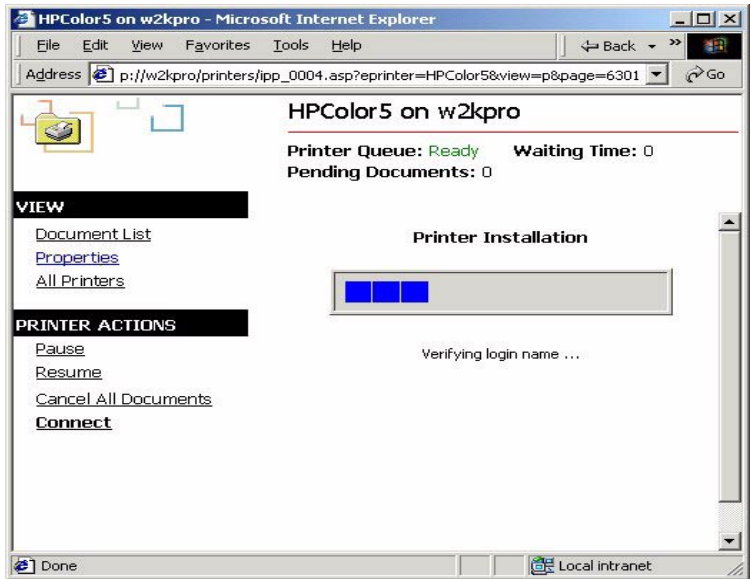 HPColor5 on w2kpro - Microsoft Internet Explorer
File Edit View Favorites Tools Help Back »
Address p://w2kpro/printers/ipp_0004.asp?eprinter=HPColor5&view=p&page=6301 Go
HPColor5 on w2kpro
Printer Queue: Ready Waiting Time: 0
Pending Documents: 0
VIEW
Document List
Properties
All Printers
PRINTER ACTIONS
Pause
Resume
Cancel All Documents
Connect
Printer Installation
Verifying login name ...
Done Local intranet